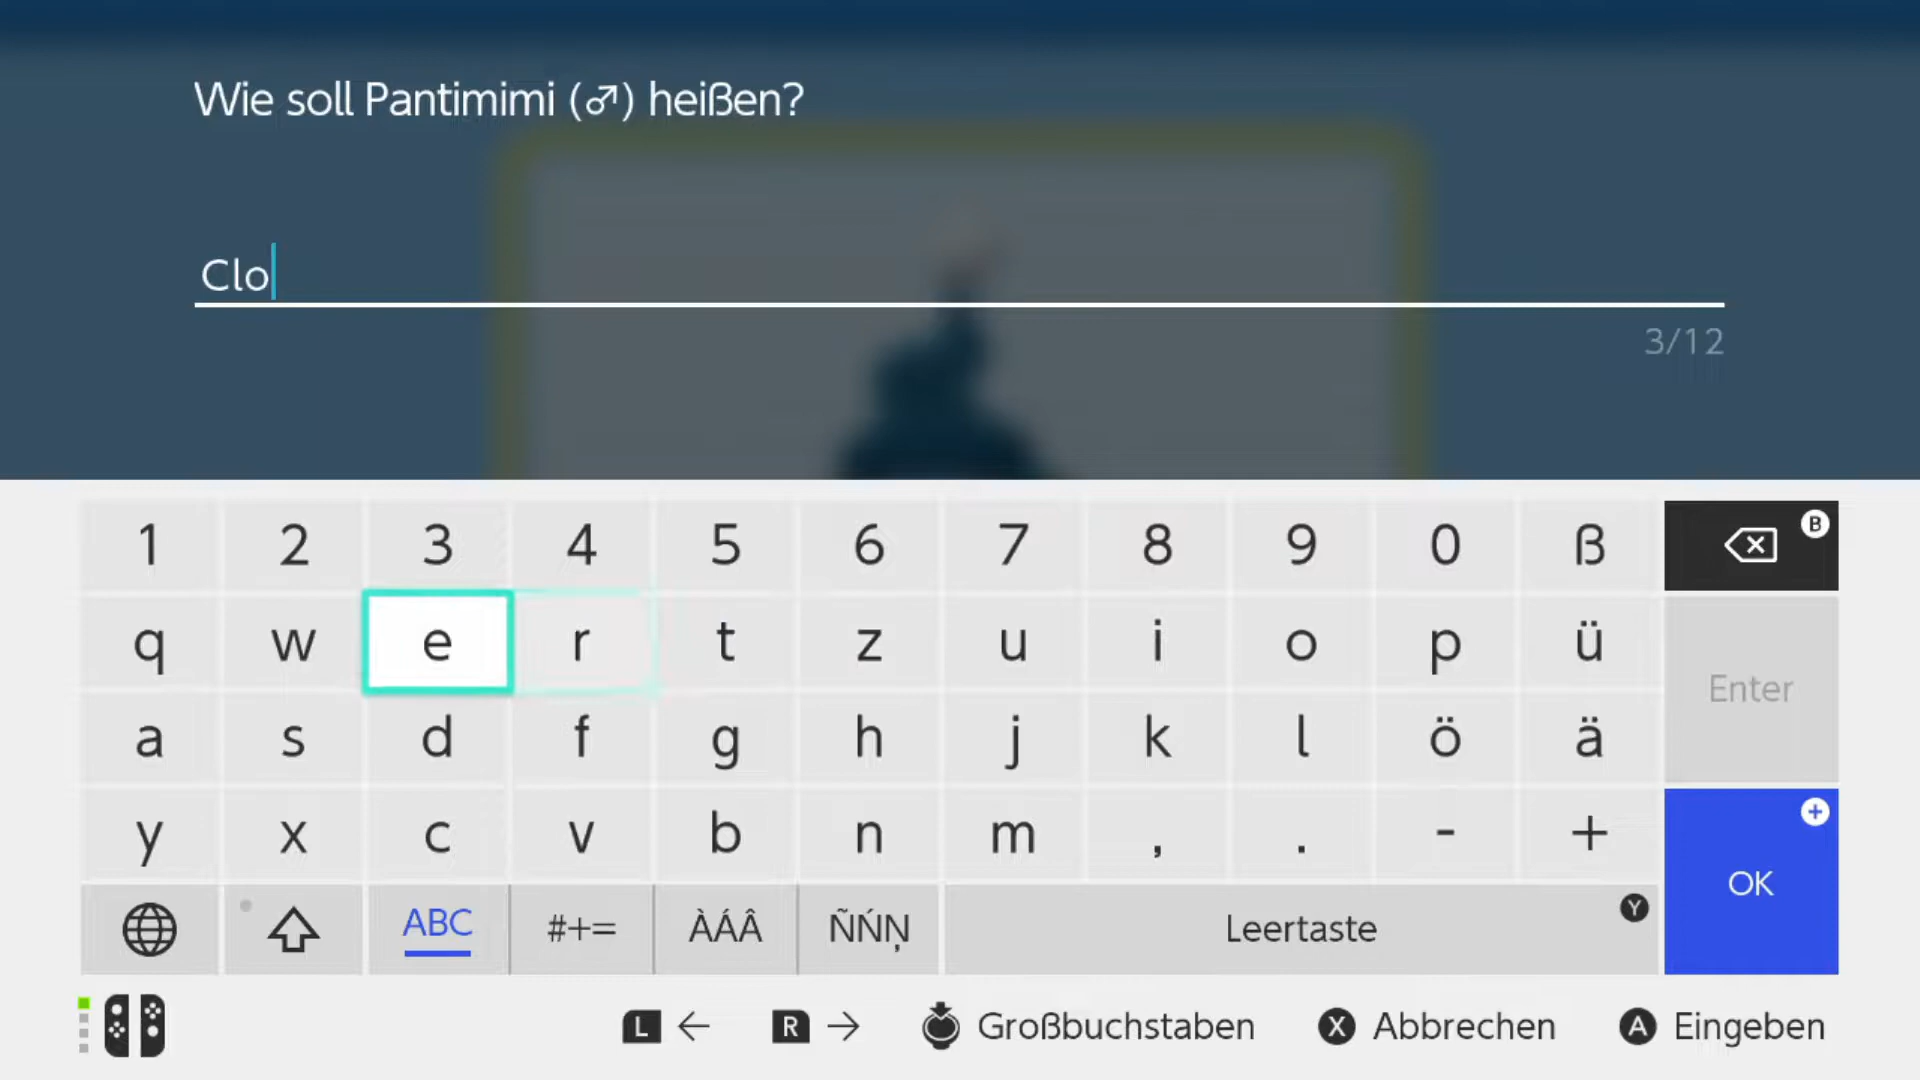 Wie soll Pantimimi (♂) heißen?
Clo
3/12
1 2 3 4 5 6 7 8 9 0 ß B
q w e r t z u i o p ü Enter
a s d f g h j k l ö ä
y x c v b n m , . - + OK
ABC #+= ÀÁÂ ÑŃŅ Leertaste Y
L ← R → Großbuchstaben X Abbrechen A Eingeben